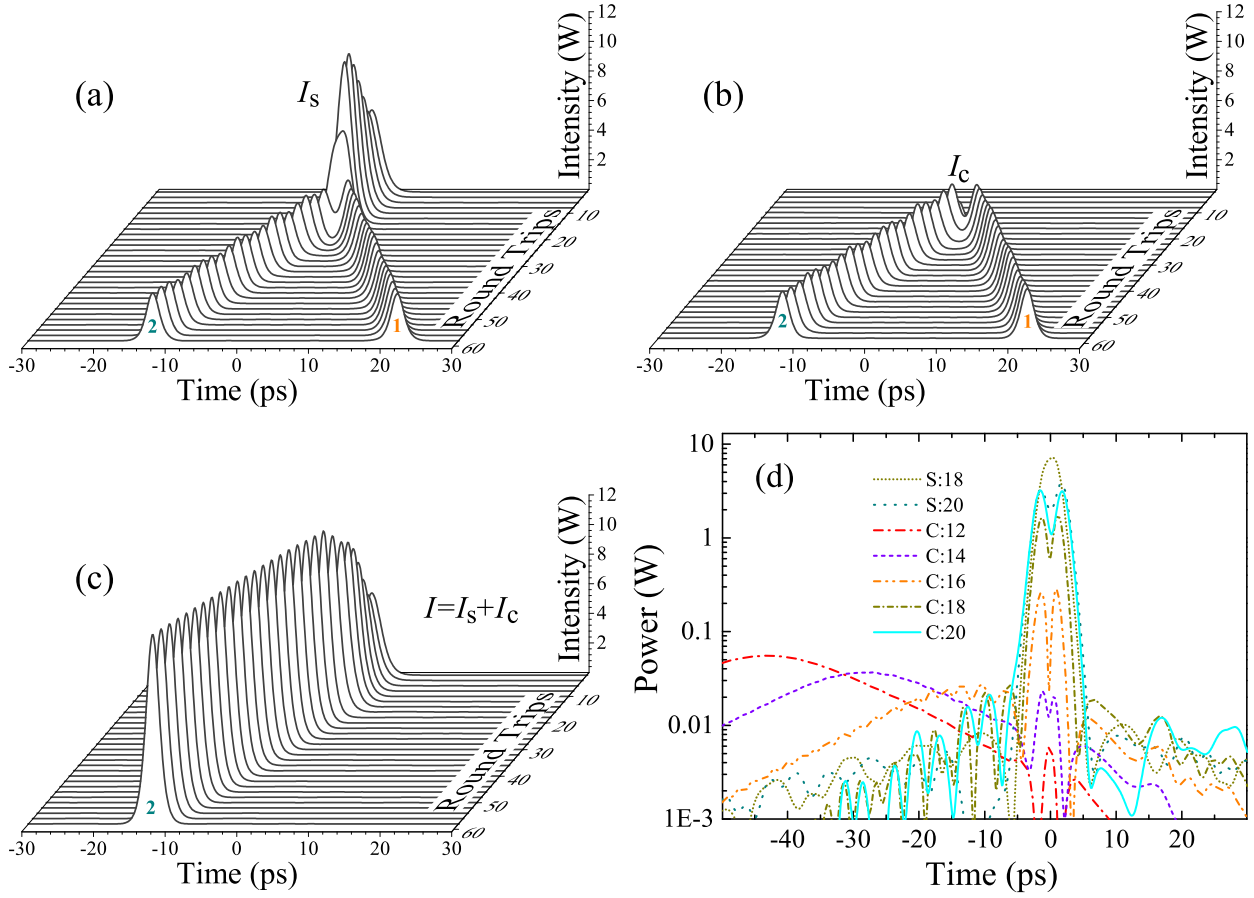 (a)
I_s
Intensity (W)
12
10
8
6
4
2
10
20
30
40
50
60
Round Trips
2
1
-30 -20 -10 0 10 20 30
Time (ps)
(b)
I_c
Intensity (W)
12
10
8
6
4
2
10
20
30
40
50
60
Round Trips
2
1
-30 -20 -10 0 10 20 30
Time (ps)
(c)
I=I_s+I_c
Intensity (W)
12
10
8
6
4
2
10
20
30
40
50
60
Round Trips
2
-30 -20 -10 0 10 20 30
Time (ps)
(d)
Power (W)
10
1
0.1
0.01
1E-3
S:18
S:20
C:12
C:14
C:16
C:18
C:20
-40 -30 -20 -10 0 10 20
Time (ps)